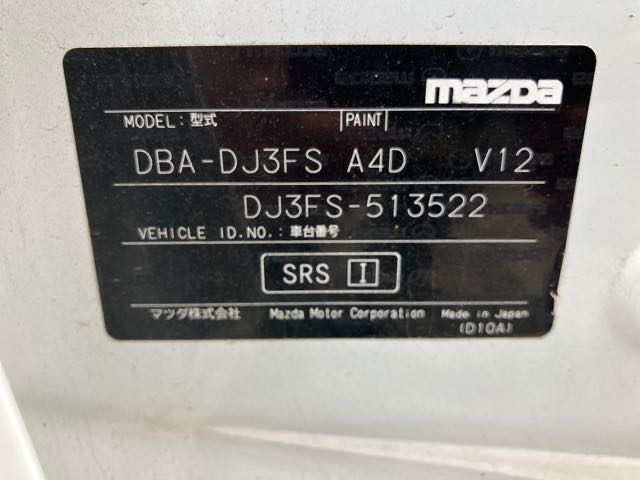 mazda
MODEL: 型式 PAINT
DBA-DJ3FS A4D V12
DJ3FS-513522
VEHICLE ID.NO.: 車台番号
SRS I
マツダ株式会社 Mazda Motor Corporation Made in Japan
(D10A)